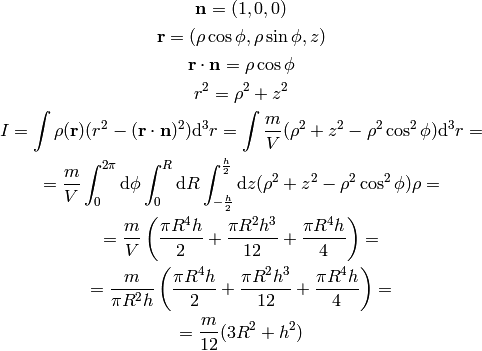 n = (1, 0, 0)
r = (ρ cos ϕ, ρ sin ϕ, z)
r · n = ρ cos ϕ
r² = ρ² + z²
I = ∫ ρ(r)(r² − (r · n)²)d³r = ∫ m/V (ρ² + z² − ρ² cos² ϕ)d³r =
= m/V ∫₀^{2π} dϕ ∫₀^R dR ∫_{−h/2}^{h/2} dz(ρ² + z² − ρ² cos² ϕ)ρ =
= m/V (πR⁴h/2 + πR²h³/12 + πR⁴h/4) =
= m/(πR²h) (πR⁴h/2 + πR²h³/12 + πR⁴h/4) =
= m/12 (3R² + h²)